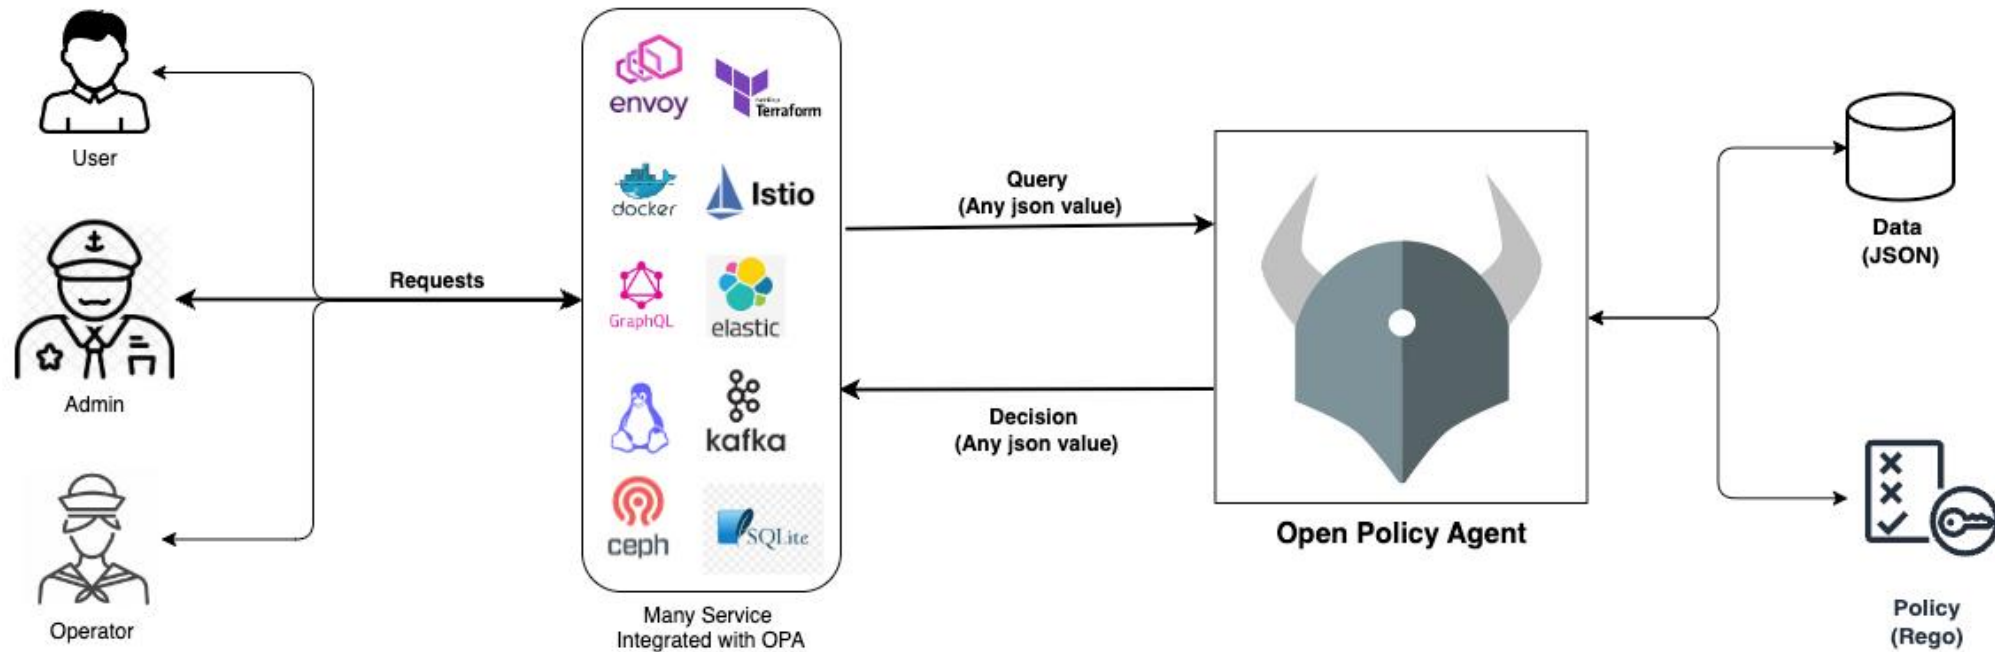 User
Admin
Operator
Requests
envoy
Terraform
docker
Istio
GraphQL
elastic
kafka
ceph
SQLite
Many Service
Integrated with OPA
Query
(Any json value)
Decision
(Any json value)
Open Policy Agent
Data
(JSON)
Policy
(Rego)